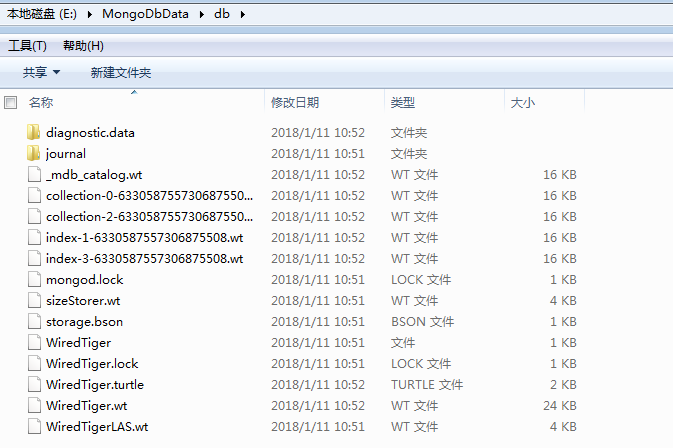 本地磁盘 (E:) MongoDbData db
工具(T) 帮助(H)
共享 新建文件夹
名称 修改日期 类型 大小
diagnostic.data 2018/1/11 10:52 文件夹
journal 2018/1/11 10:51 文件夹
_mdb_catalog.wt 2018/1/11 10:52 WT 文件 16 KB
collection-0-633058755730687550... 2018/1/11 10:52 WT 文件 16 KB
collection-2-633058755730687550... 2018/1/11 10:52 WT 文件 16 KB
index-1-6330587557306875508.wt 2018/1/11 10:52 WT 文件 16 KB
index-3-6330587557306875508.wt 2018/1/11 10:52 WT 文件 16 KB
mongod.lock 2018/1/11 10:51 LOCK 文件 1 KB
sizeStorer.wt 2018/1/11 10:51 WT 文件 4 KB
storage.bson 2018/1/11 10:51 BSON 文件 1 KB
WiredTiger 2018/1/11 10:51 文件 1 KB
WiredTiger.lock 2018/1/11 10:51 LOCK 文件 1 KB
WiredTiger.turtle 2018/1/11 10:52 TURTLE 文件 2 KB
WiredTiger.wt 2018/1/11 10:52 WT 文件 24 KB
WiredTigerLAS.wt 2018/1/11 10:51 WT 文件 4 KB